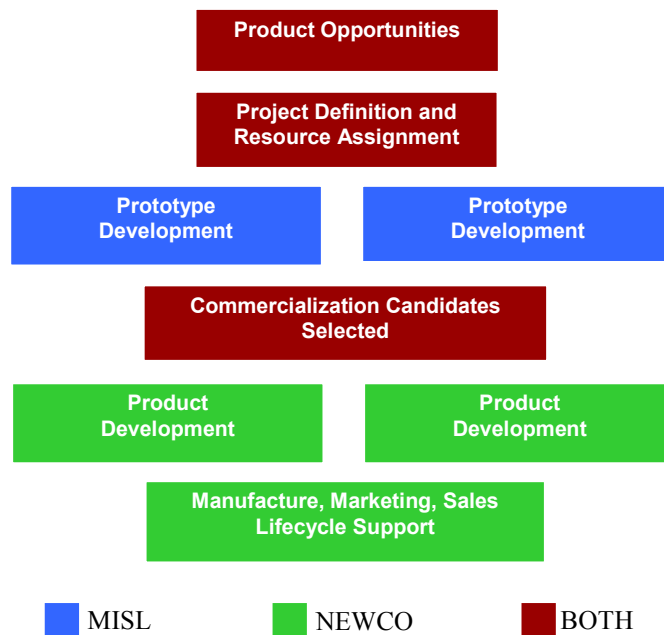 Product Opportunities
Project Definition and
Resource Assignment
Prototype
Development
Prototype
Development
Commercialization Candidates
Selected
Product
Development
Product
Development
Manufacture, Marketing, Sales
Lifecycle Support
MISL
NEWCO
BOTH